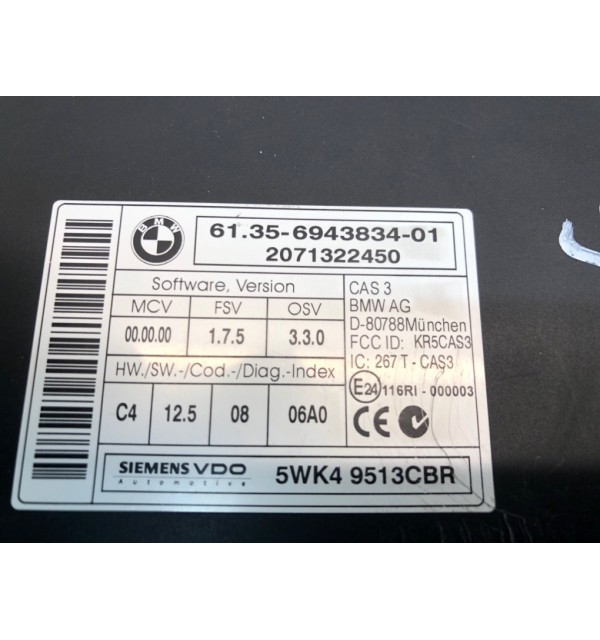 BMW
61.35-6943834-01
2071322450
Software, Version
MCV FSV OSV
00.00.00 1.7.5 3.3.0
HW./SW.-/Cod.-/Diag.-Index
C4 12.5 08 06A0
CAS 3
BMW AG
D-80788München
FCC ID: KR5CAS3
IC: 267 T - CAS3
E24 116RI - 000003
CE
SIEMENS VDO
Automotive
5WK4 9513CBR